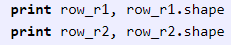 print row_r1, row_r1.shape
print row_r2, row_r2.shape